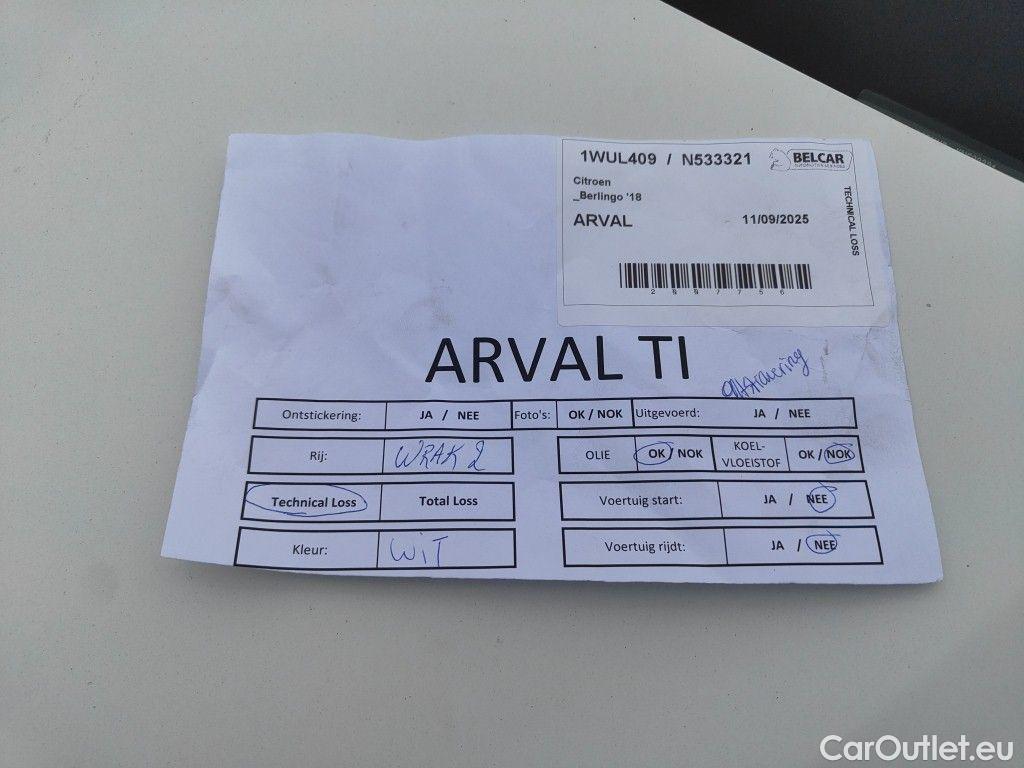 1WUL409 / N533321 BELCAR
Citroen
_Berlingo '18
ARVAL 11/09/2025
TECHNICAL LOSS
2997756
ARVAL TI
Ontstickering: JA / NEE Foto's: OK / NOK Uitgevoerd: JA / NEE
Rij: WRAK 2 OLIE OK / NOK KOEL-VLOEISTOF OK / NOK
Technical Loss Total Loss Voertuig start: JA / NEE
Kleur: WIT Voertuig rijdt: JA / NEE
CarOutlet.eu